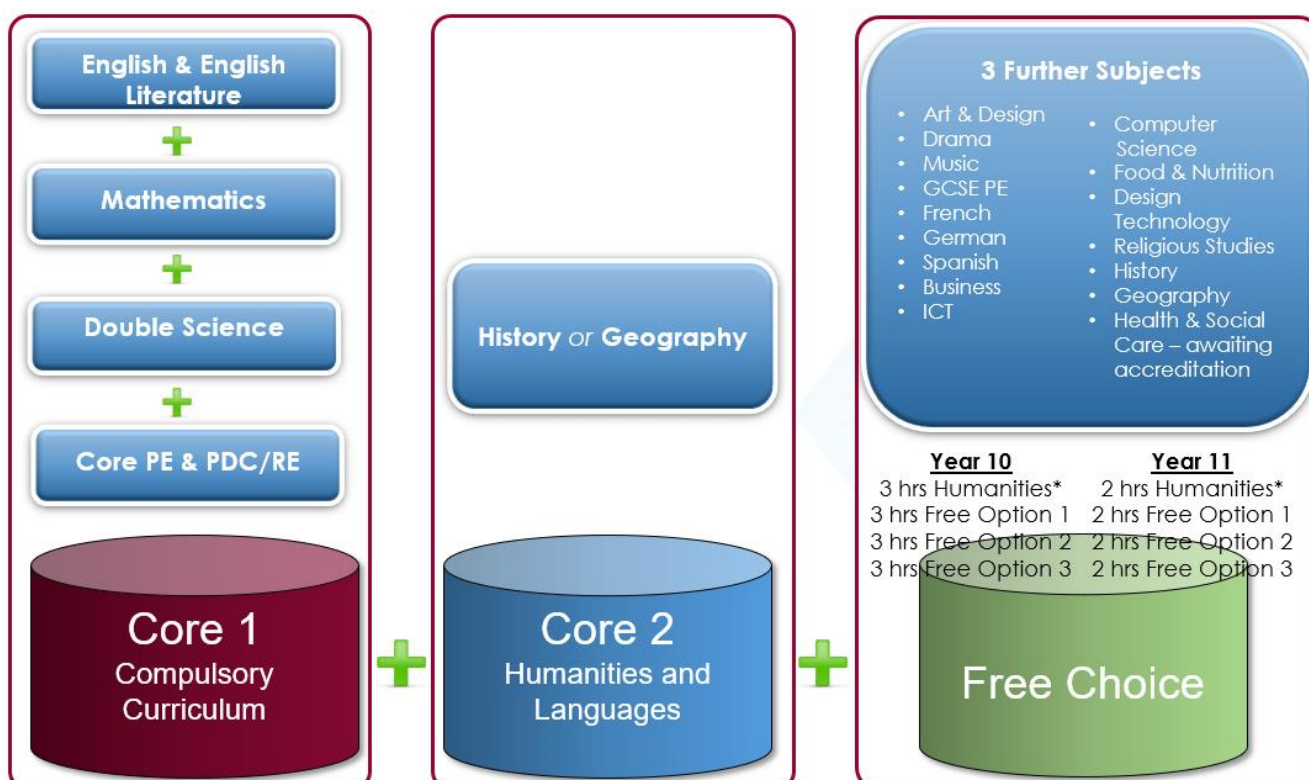 English & English
Literature
Mathematics
Double Science
Core PE & PDC/RE
Core 1
Compulsory
Curriculum
History or Geography
Core 2
Humanities and
Languages
3 Further Subjects
• Art & Design
• Drama
• Music
• GCSE PE
• French
• German
• Spanish
• Business
• ICT
• Computer
Science
• Food & Nutrition
• Design
Technology
• Religious Studies
• History
• Geography
• Health & Social
Care – awaiting
accreditation
Year 10
3 hrs Humanities*
3 hrs Free Option 1
3 hrs Free Option 2
3 hrs Free Option 3
Year 11
2 hrs Humanities*
2 hrs Free Option 1
2 hrs Free Option 2
2 hrs Free Option 3
Free Choice